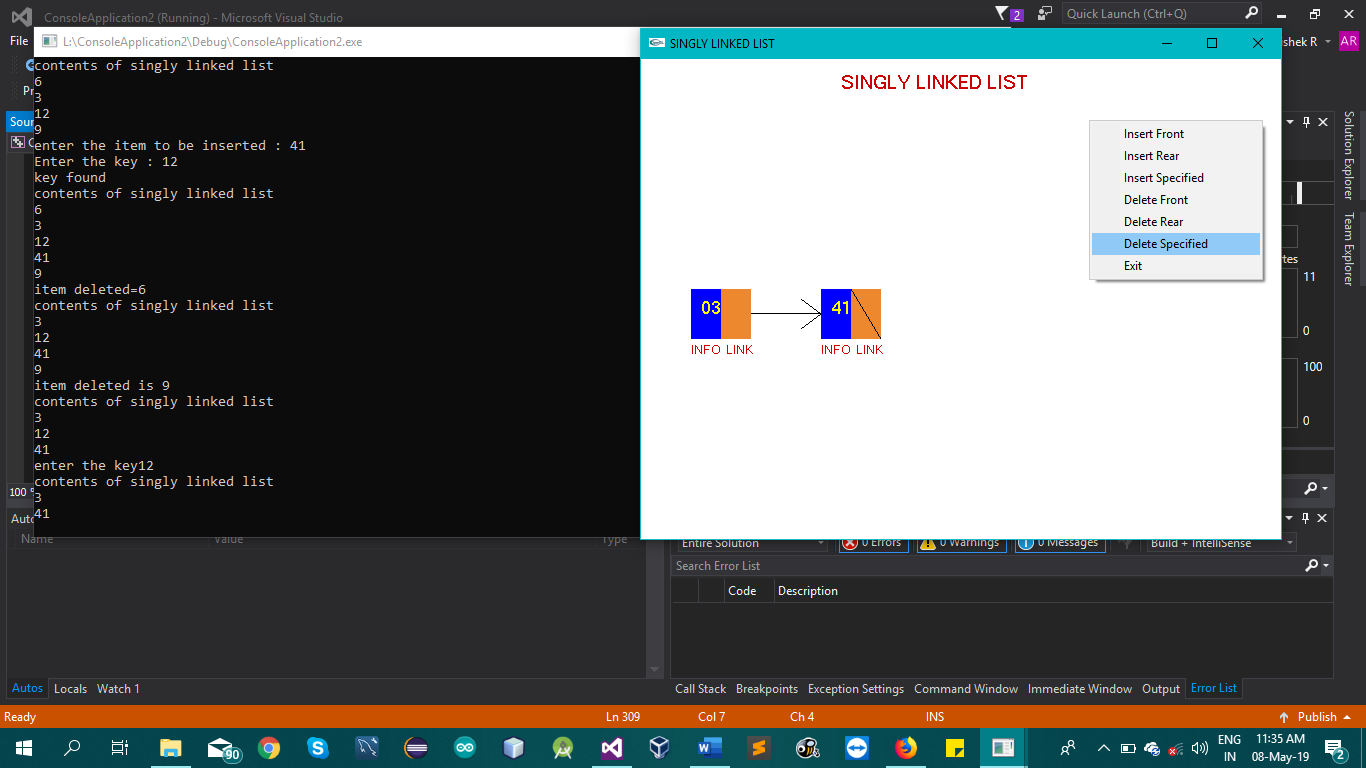 ConsoleApplication2 (Running) - Microsoft Visual Studio
2
Quick Launch (Ctrl+Q)
File
shek R
AR
L:\ConsoleApplication2\Debug\ConsoleApplication2.exe
contents of singly linked list
6
3
12
9
enter the item to be inserted : 41
Enter the key : 12
key found
contents of singly linked list
6
3
12
41
9
item deleted=6
contents of singly linked list
3
12
41
9
item deleted is 9
contents of singly linked list
3
12
41
enter the key12
contents of singly linked list
3
41
SINGLY LINKED LIST
SINGLY LINKED LIST
Insert Front
Insert Rear
Insert Specified
Delete Front
Delete Rear
Delete Specified
Exit
03
41
INFO LINK
INFO LINK
Solution Explorer
Team Explorer
11
0
100
0
100 %
Name
Value
Type
Autos
Locals
Watch 1
Entire Solution
0 Errors
0 Warnings
0 Messages
Build + IntelliSense
Search Error List
Code
Description
Call Stack
Breakpoints
Exception Settings
Command Window
Immediate Window
Output
Error List
Ready
Ln 309
Col 7
Ch 4
INS
Publish
90
ENG
IN
11:35 AM
08-May-19
2